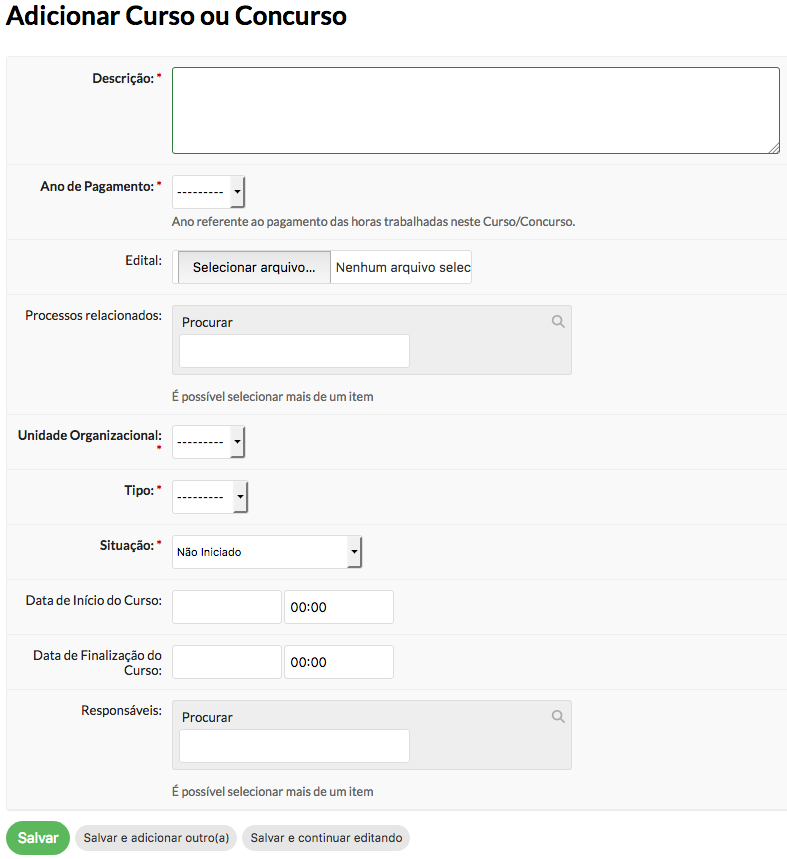 Adicionar Curso ou Concurso
Descrição: *
Ano de Pagamento: * ---------
Ano referente ao pagamento das horas trabalhadas neste Curso/Concurso.
Edital: Selecionar arquivo... Nenhum arquivo selec
Processos relacionados: Procurar
É possível selecionar mais de um item
Unidade Organizacional: ---------
*
Tipo: * ---------
Situação: * Não Iniciado
Data de Início do Curso: 00:00
Data de Finalização do
Curso: 00:00
Responsáveis: Procurar
É possível selecionar mais de um item
Salvar Salvar e adicionar outro(a) Salvar e continuar editando